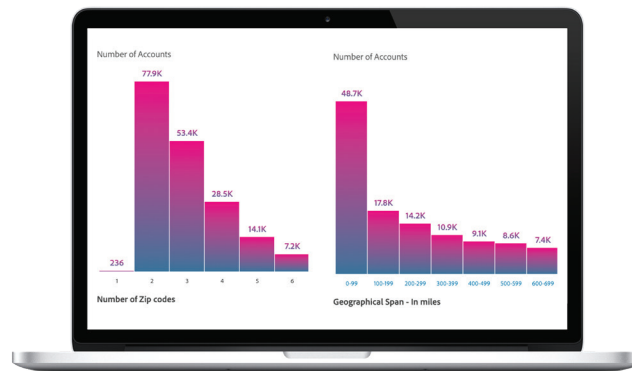 Number of Accounts
77.9K
53.4K
28.5K
14.1K
7.2K
236
1 2 3 4 5 6
Number of Zip codes
Number of Accounts
48.7K
17.8K
14.2K
10.9K
9.1K
8.6K
7.4K
0-99 100-199 200-299 300-399 400-499 500-599 600-699
Geographical Span - In miles